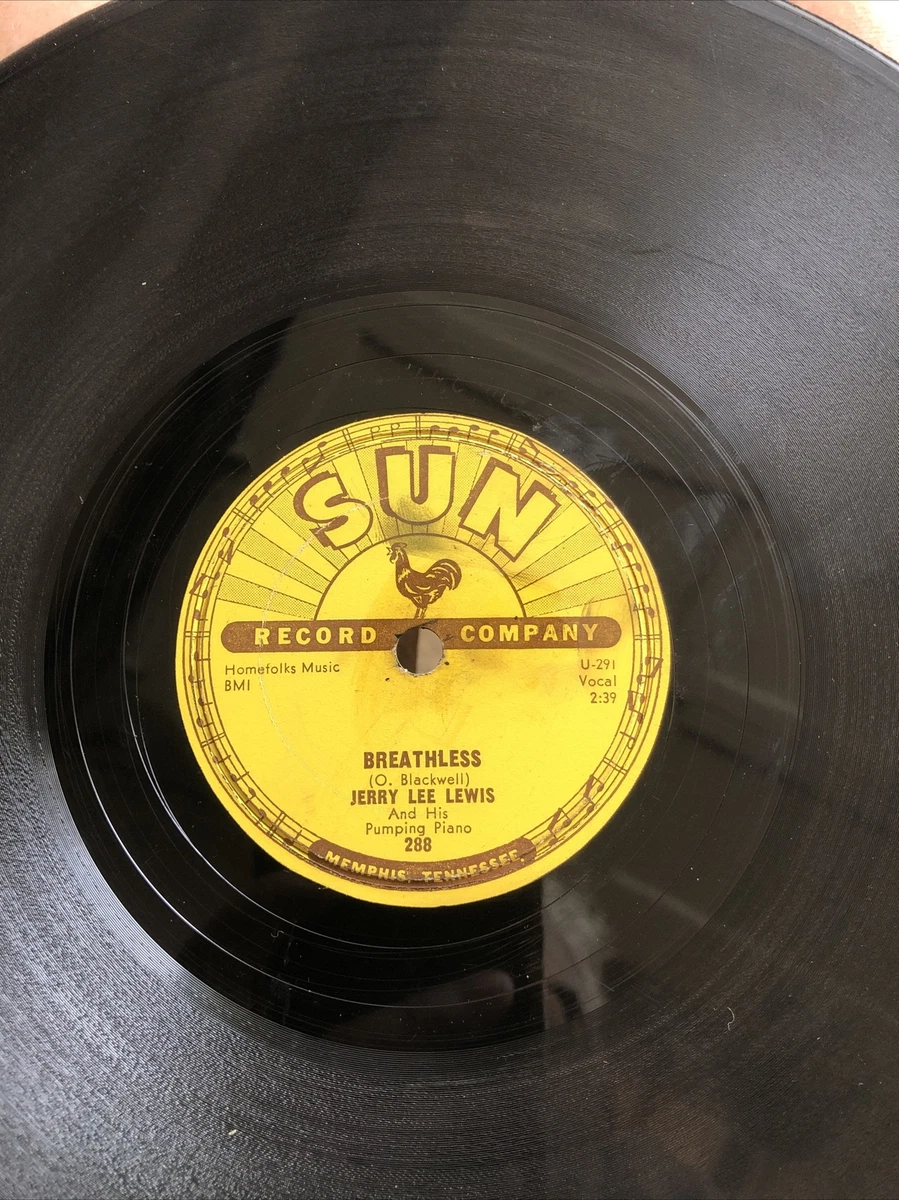 SUN
RECORD COMPANY
Homefolks Music
BMI
U-291
Vocal
2:39
BREATHLESS
(O. Blackwell)
JERRY LEE LEWIS
And His
Pumping Piano
288
MEMPHIS, TENNESSEE